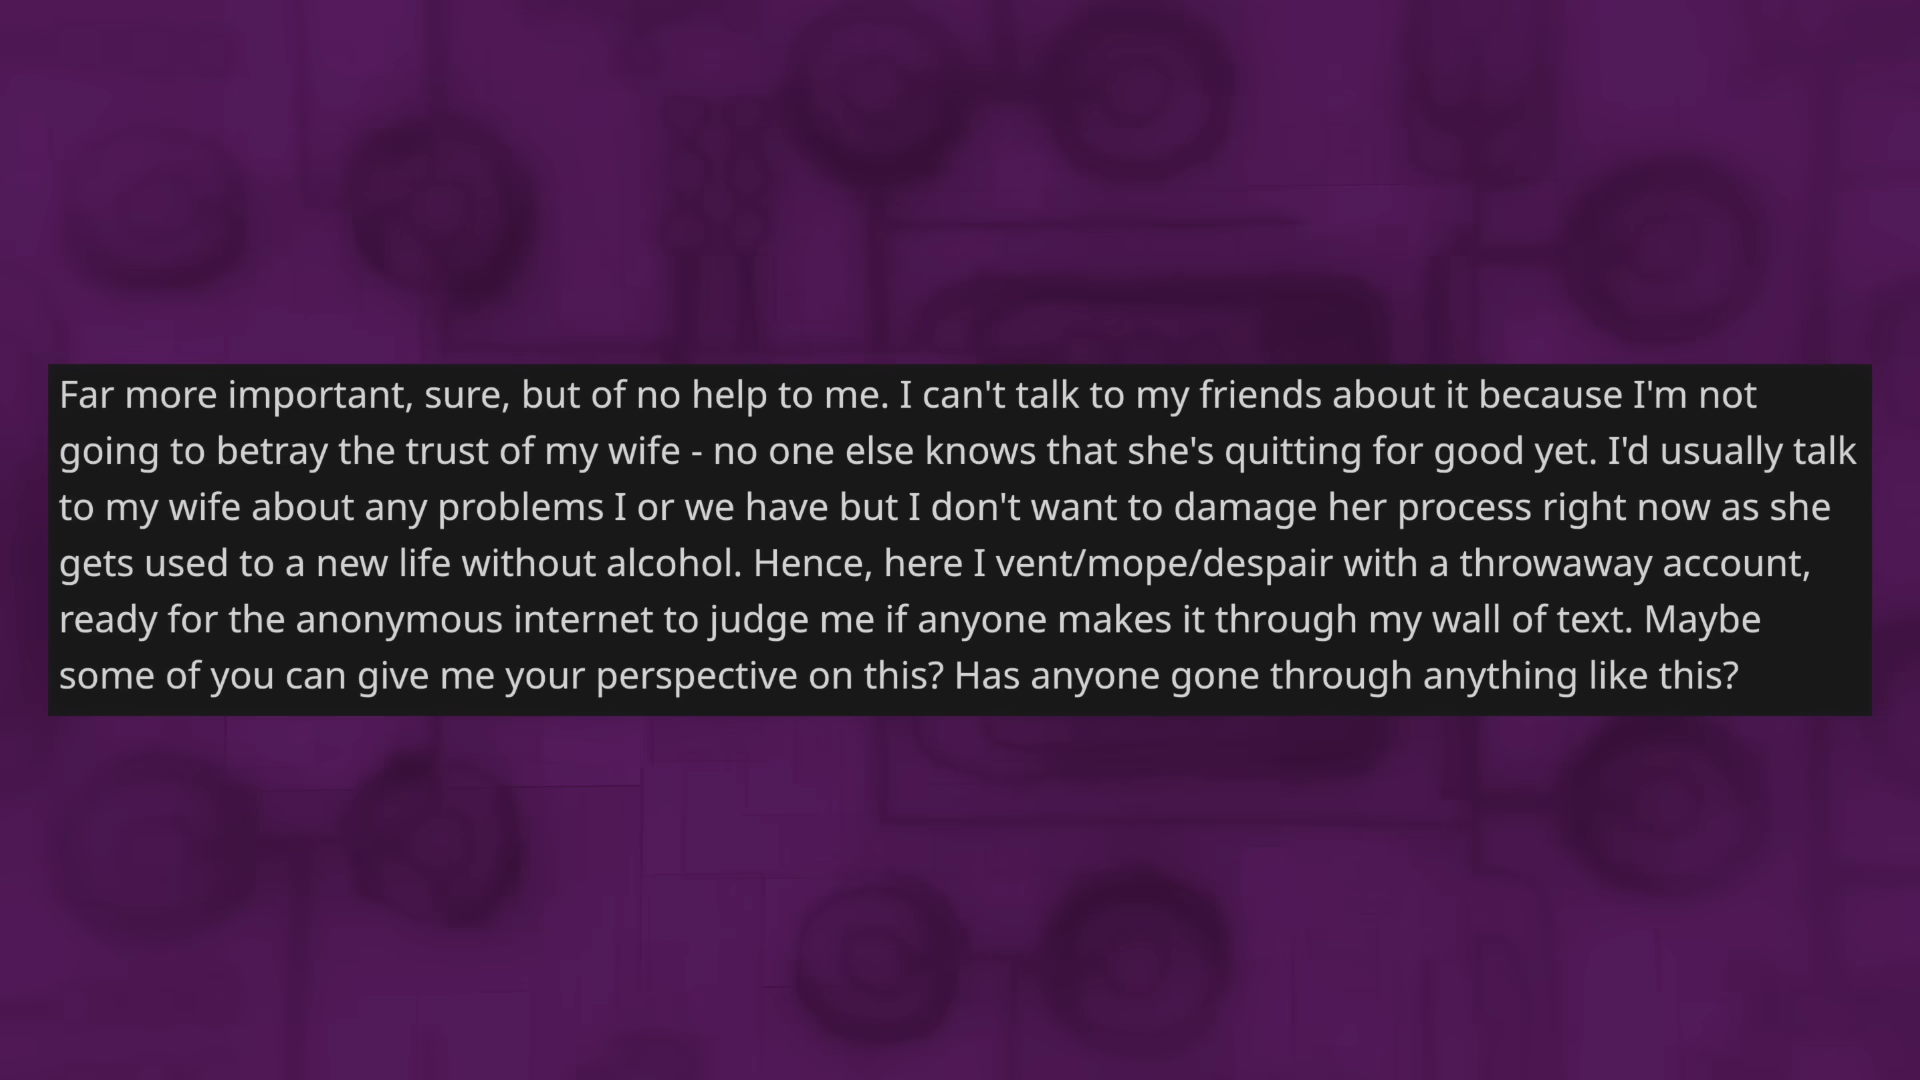 Far more important, sure, but of no help to me. I can't talk to my friends about it because I'm not
going to betray the trust of my wife - no one else knows that she's quitting for good yet. I'd usually talk
to my wife about any problems I or we have but I don't want to damage her process right now as she
gets used to a new life without alcohol. Hence, here I vent/mope/despair with a throwaway account,
ready for the anonymous internet to judge me if anyone makes it through my wall of text. Maybe
some of you can give me your perspective on this? Has anyone gone through anything like this?